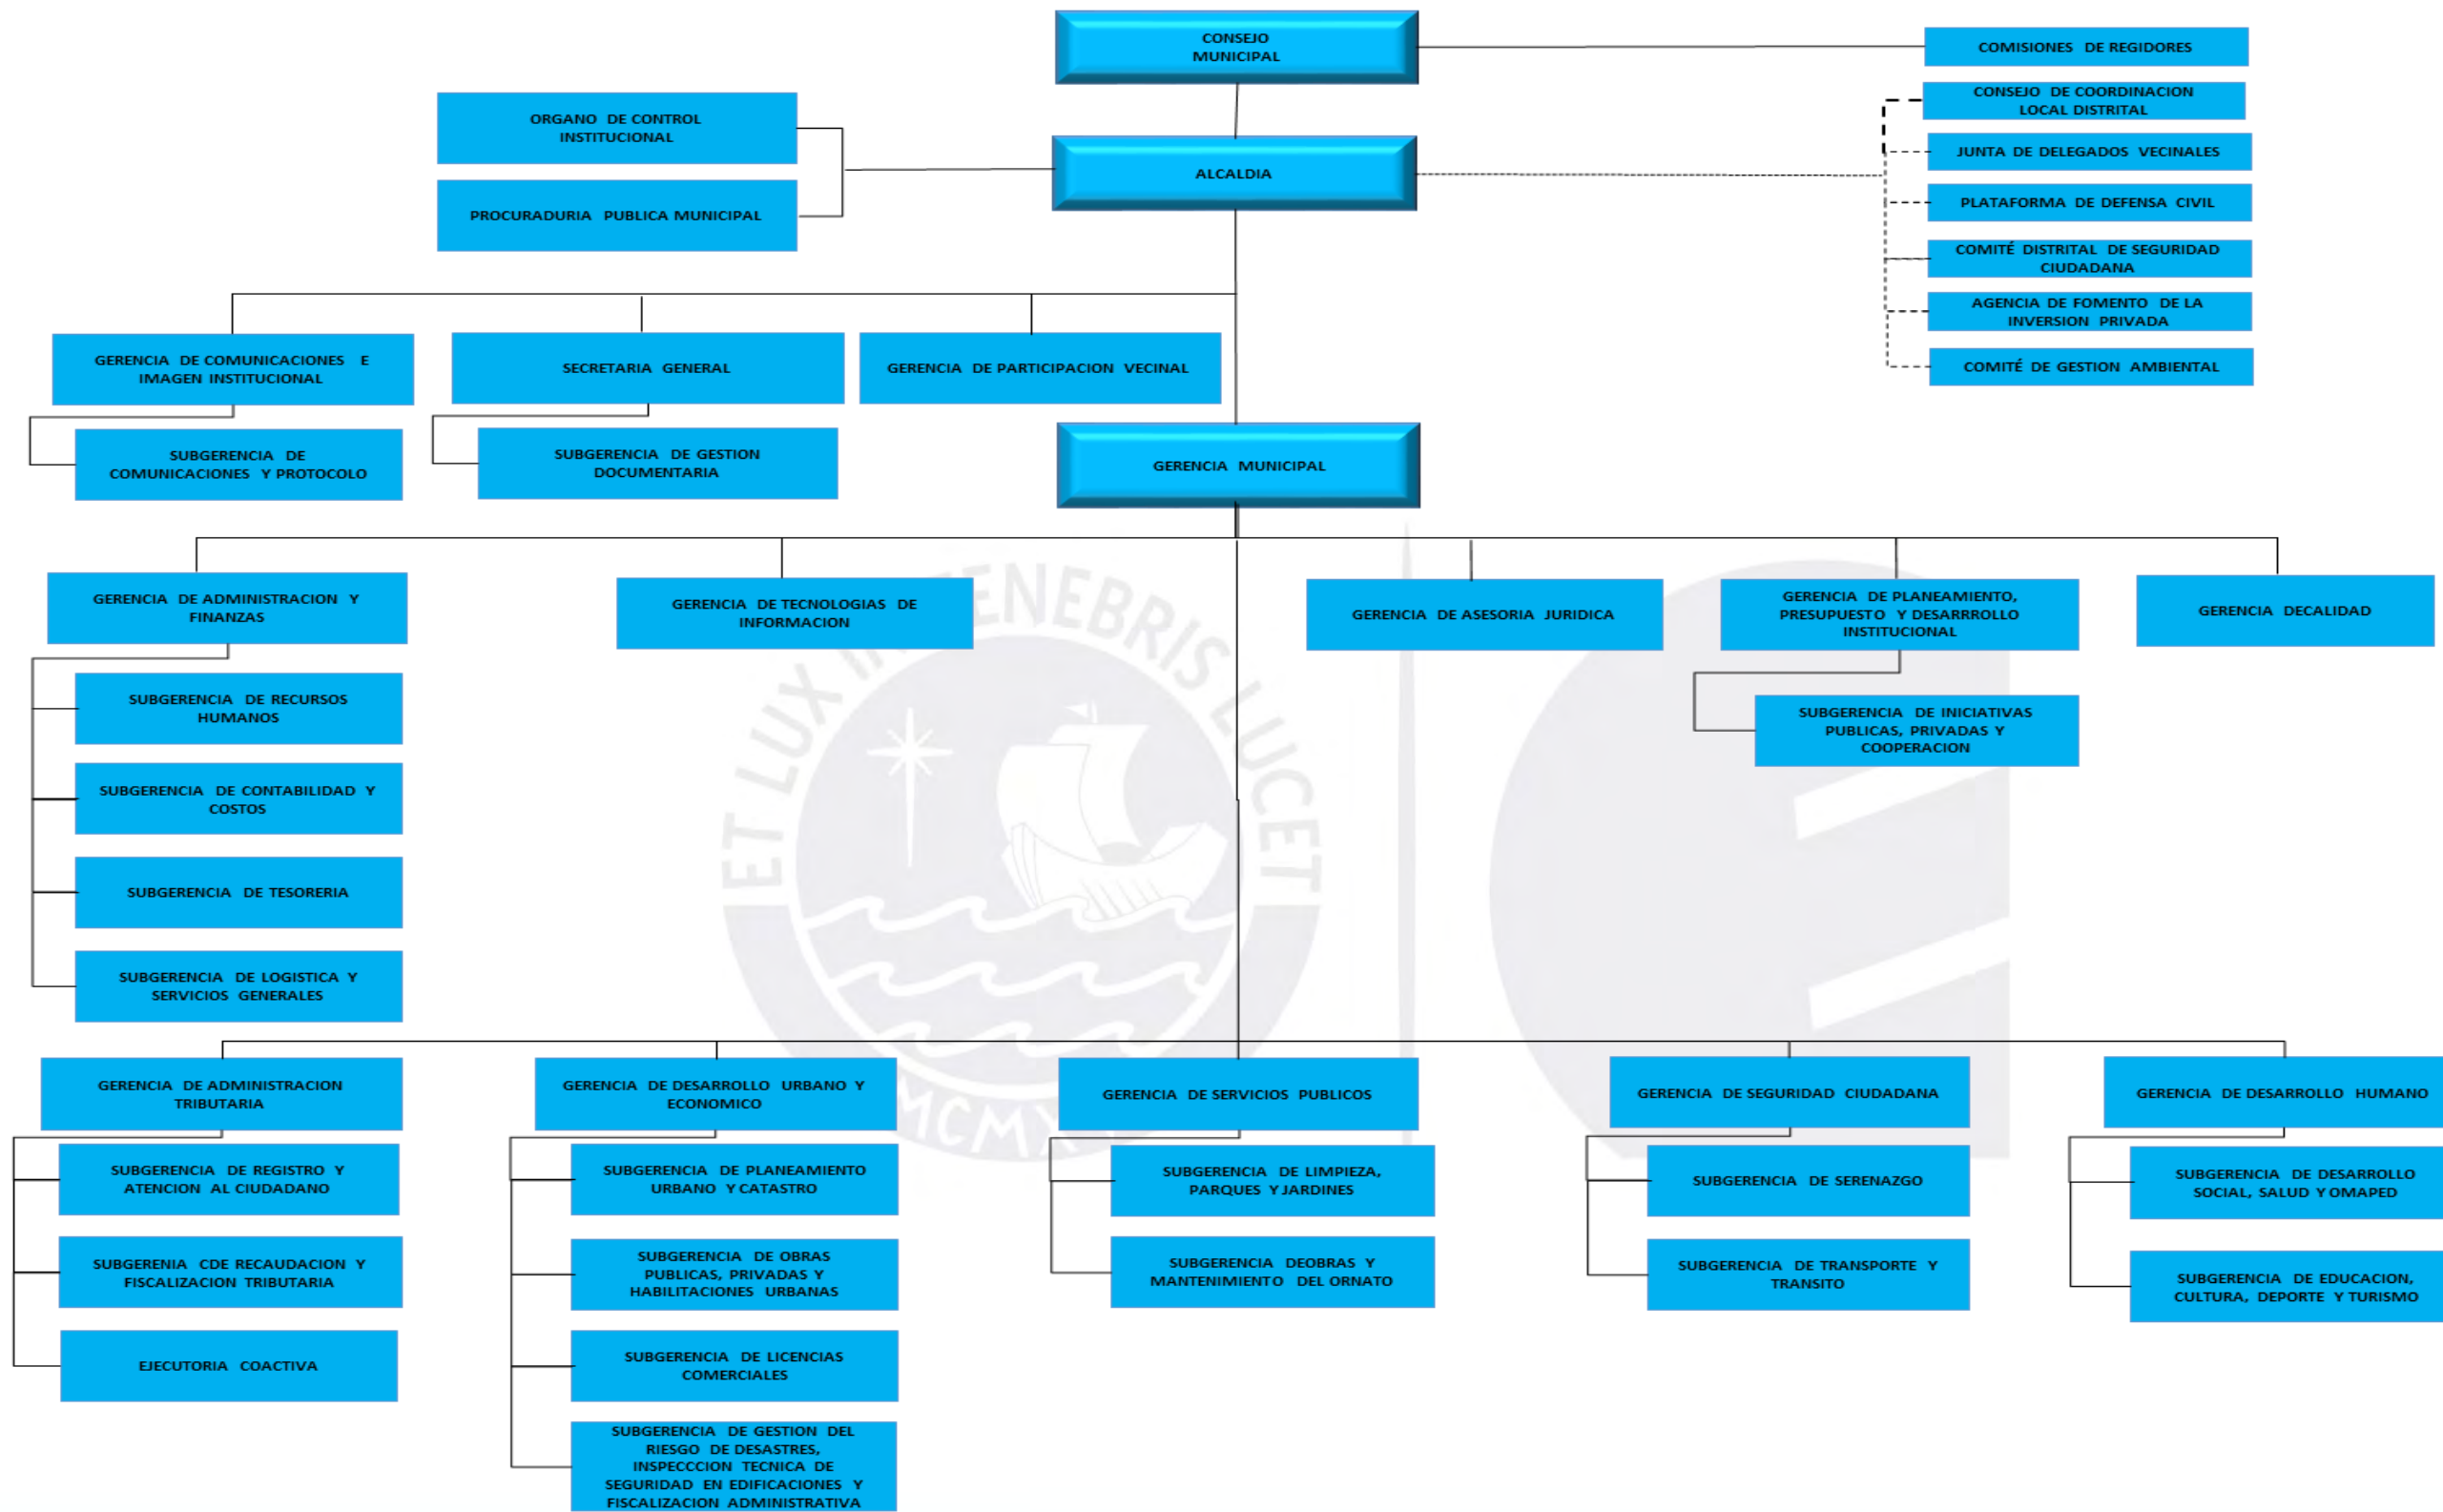 CONSEJO
MUNICIPAL
COMISIONES DE REGIDORES
CONSEJO DE COORDINACION
LOCAL DISTRITAL
ORGANO DE CONTROL
INSTITUCIONAL
JUNTA DE DELEGADOS VECINALES
ALCALDIA
PROCURADURIA PUBLICA MUNICIPAL
PLATAFORMA DE DEFENSA CIVIL
COMITÉ DISTRITAL DE SEGURIDAD
CIUDADANA
AGENCIA DE FOMENTO DE LA
INVERSION PRIVADA
COMITÉ DE GESTION AMBIENTAL
GERENCIA DE COMUNICACIONES E
IMAGEN INSTITUCIONAL
SECRETARIA GENERAL
GERENCIA DE PARTICIPACION VECINAL
SUBGERENCIA DE
COMUNICACIONES Y PROTOCOLO
SUBGERENCIA DE GESTION
DOCUMENTARIA
GERENCIA MUNICIPAL
GERENCIA DE ADMINISTRACION Y
FINANZAS
GERENCIA DE TECNOLOGIAS DE
INFORMACION
GERENCIA DE ASESORIA JURIDICA
GERENCIA DE PLANEAMIENTO,
PRESUPUESTO Y DESARRROLLO
INSTITUCIONAL
GERENCIA DECALIDAD
SUBGERENCIA DE RECURSOS
HUMANOS
SUBGERENCIA DE INICIATIVAS
PUBLICAS, PRIVADAS Y
COOPERACION
SUBGERENCIA DE CONTABILIDAD Y
COSTOS
SUBGERENCIA DE TESORERIA
SUBGERENCIA DE LOGISTICA Y
SERVICIOS GENERALES
ET LUX IN TENEBRIS LUCET
MCMX
GERENCIA DE ADMINISTRACION
TRIBUTARIA
GERENCIA DE DESARROLLO URBANO Y
ECONOMICO
GERENCIA DE SERVICIOS PUBLICOS
GERENCIA DE SEGURIDAD CIUDADANA
GERENCIA DE DESARROLLO HUMANO
SUBGERENCIA DE REGISTRO Y
ATENCION AL CIUDADANO
SUBGERENCIA DE PLANEAMIENTO
URBANO Y CATASTRO
SUBGERENCIA DE LIMPIEZA,
PARQUES Y JARDINES
SUBGERENCIA DE SERENAZGO
SUBGERENCIA DE DESARROLLO
SOCIAL, SALUD Y OMAPED
SUBGERENIA CDE RECAUDACION Y
FISCALIZACION TRIBUTARIA
SUBGERENCIA DE OBRAS
PUBLICAS, PRIVADAS Y
HABILITACIONES URBANAS
SUBGERENCIA DEOBRAS Y
MANTENIMIENTO DEL ORNATO
SUBGERENCIA DE TRANSPORTE Y
TRANSITO
SUBGERENCIA DE EDUCACION,
CULTURA, DEPORTE Y TURISMO
EJECUTORIA COACTIVA
SUBGERENCIA DE LICENCIAS
COMERCIALES
SUBGERENCIA DE GESTION DEL
RIESGO DE DESASTRES,
INSPECCCION TECNICA DE
SEGURIDAD EN EDIFICACIONES Y
FISCALIZACION ADMINISTRATIVA